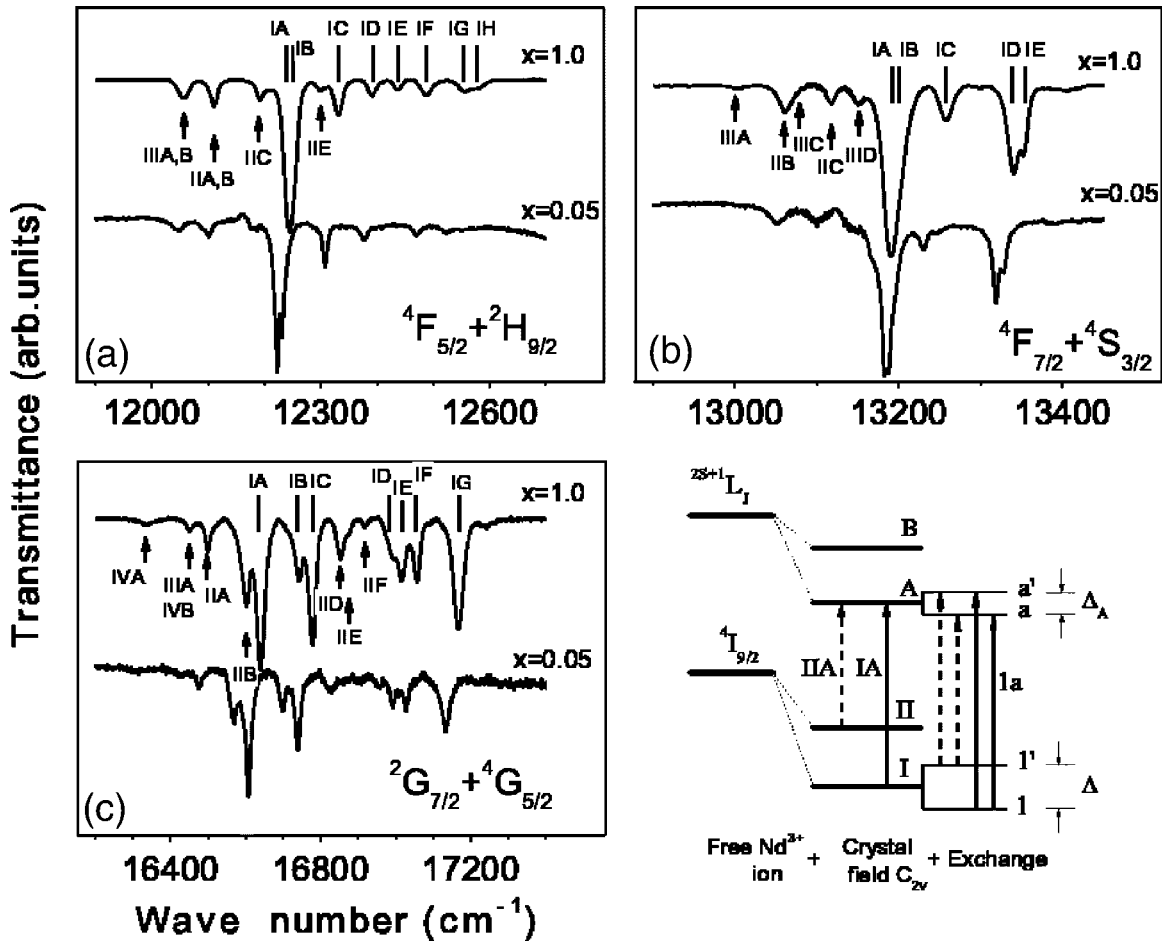 Transmittance (arb.units)
IA
IB
IC
ID
IE
IF
IG
IH
x=1.0
IIIA,B
IIA,B
IIC
IIE
x=0.05
(a)
⁴F₅/₂+²H₉/₂
12000
12300
12600
IA
IB
IC
ID
IE
x=1.0
IIIA
IIB
IIIC
IIC
IIID
x=0.05
(b)
⁴F₇/₂+⁴S₃/₂
13000
13200
13400
IA
IB
IC
ID
IE
IF
IG
x=1.0
IVA
IIIA
IVB
IIA
IIB
IID
IIE
IIF
x=0.05
(c)
²G₇/₂+⁴G₅/₂
16400
16800
17200
Wave number (cm⁻¹)
²ˢ⁺¹L_J
B
A
a'
a
Δ_A
⁴I₉/₂
IIA
IA
1a
II
I
1'
1
Δ
Free Nd³⁺ + Crystal + Exchange
ion field C₂ᵥ